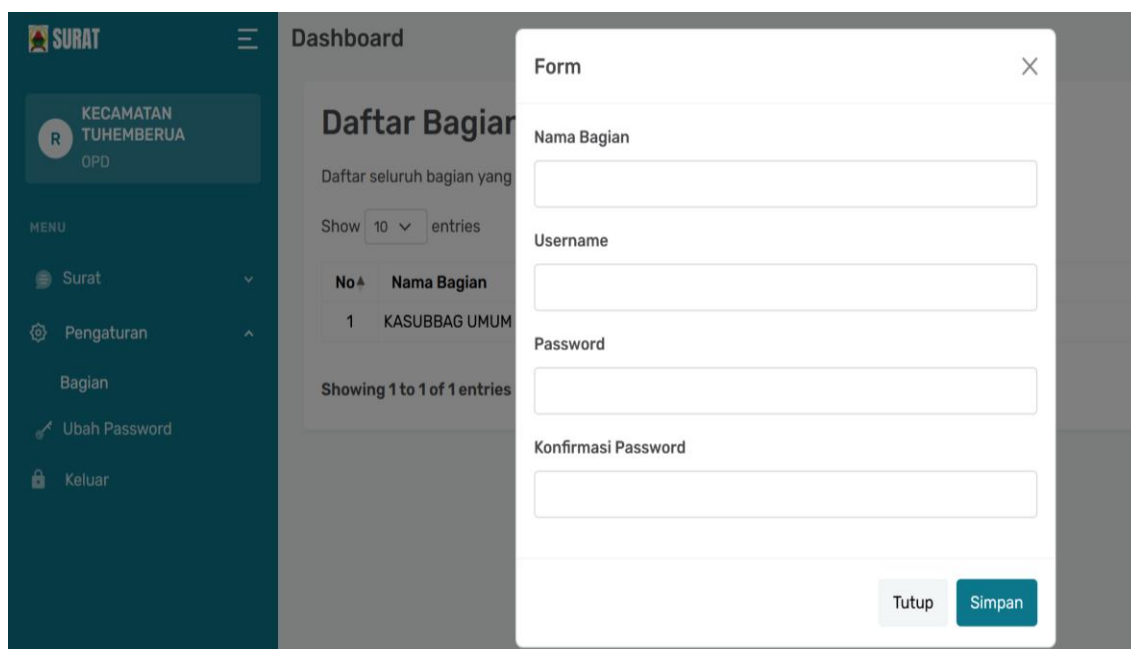 SURAT
KECAMATAN
TUHEMBERUA
R
OPD
MENU
Surat
Pengaturan
Bagian
Ubah Password
Keluar
Dashboard
Daftar Bagian
Daftar seluruh bagian yang
Show 10 entries
No Nama Bagian
1 KASUBBAG UMUM
Showing 1 to 1 of 1 entries
Form
Nama Bagian
Username
Password
Konfirmasi Password
Tutup Simpan